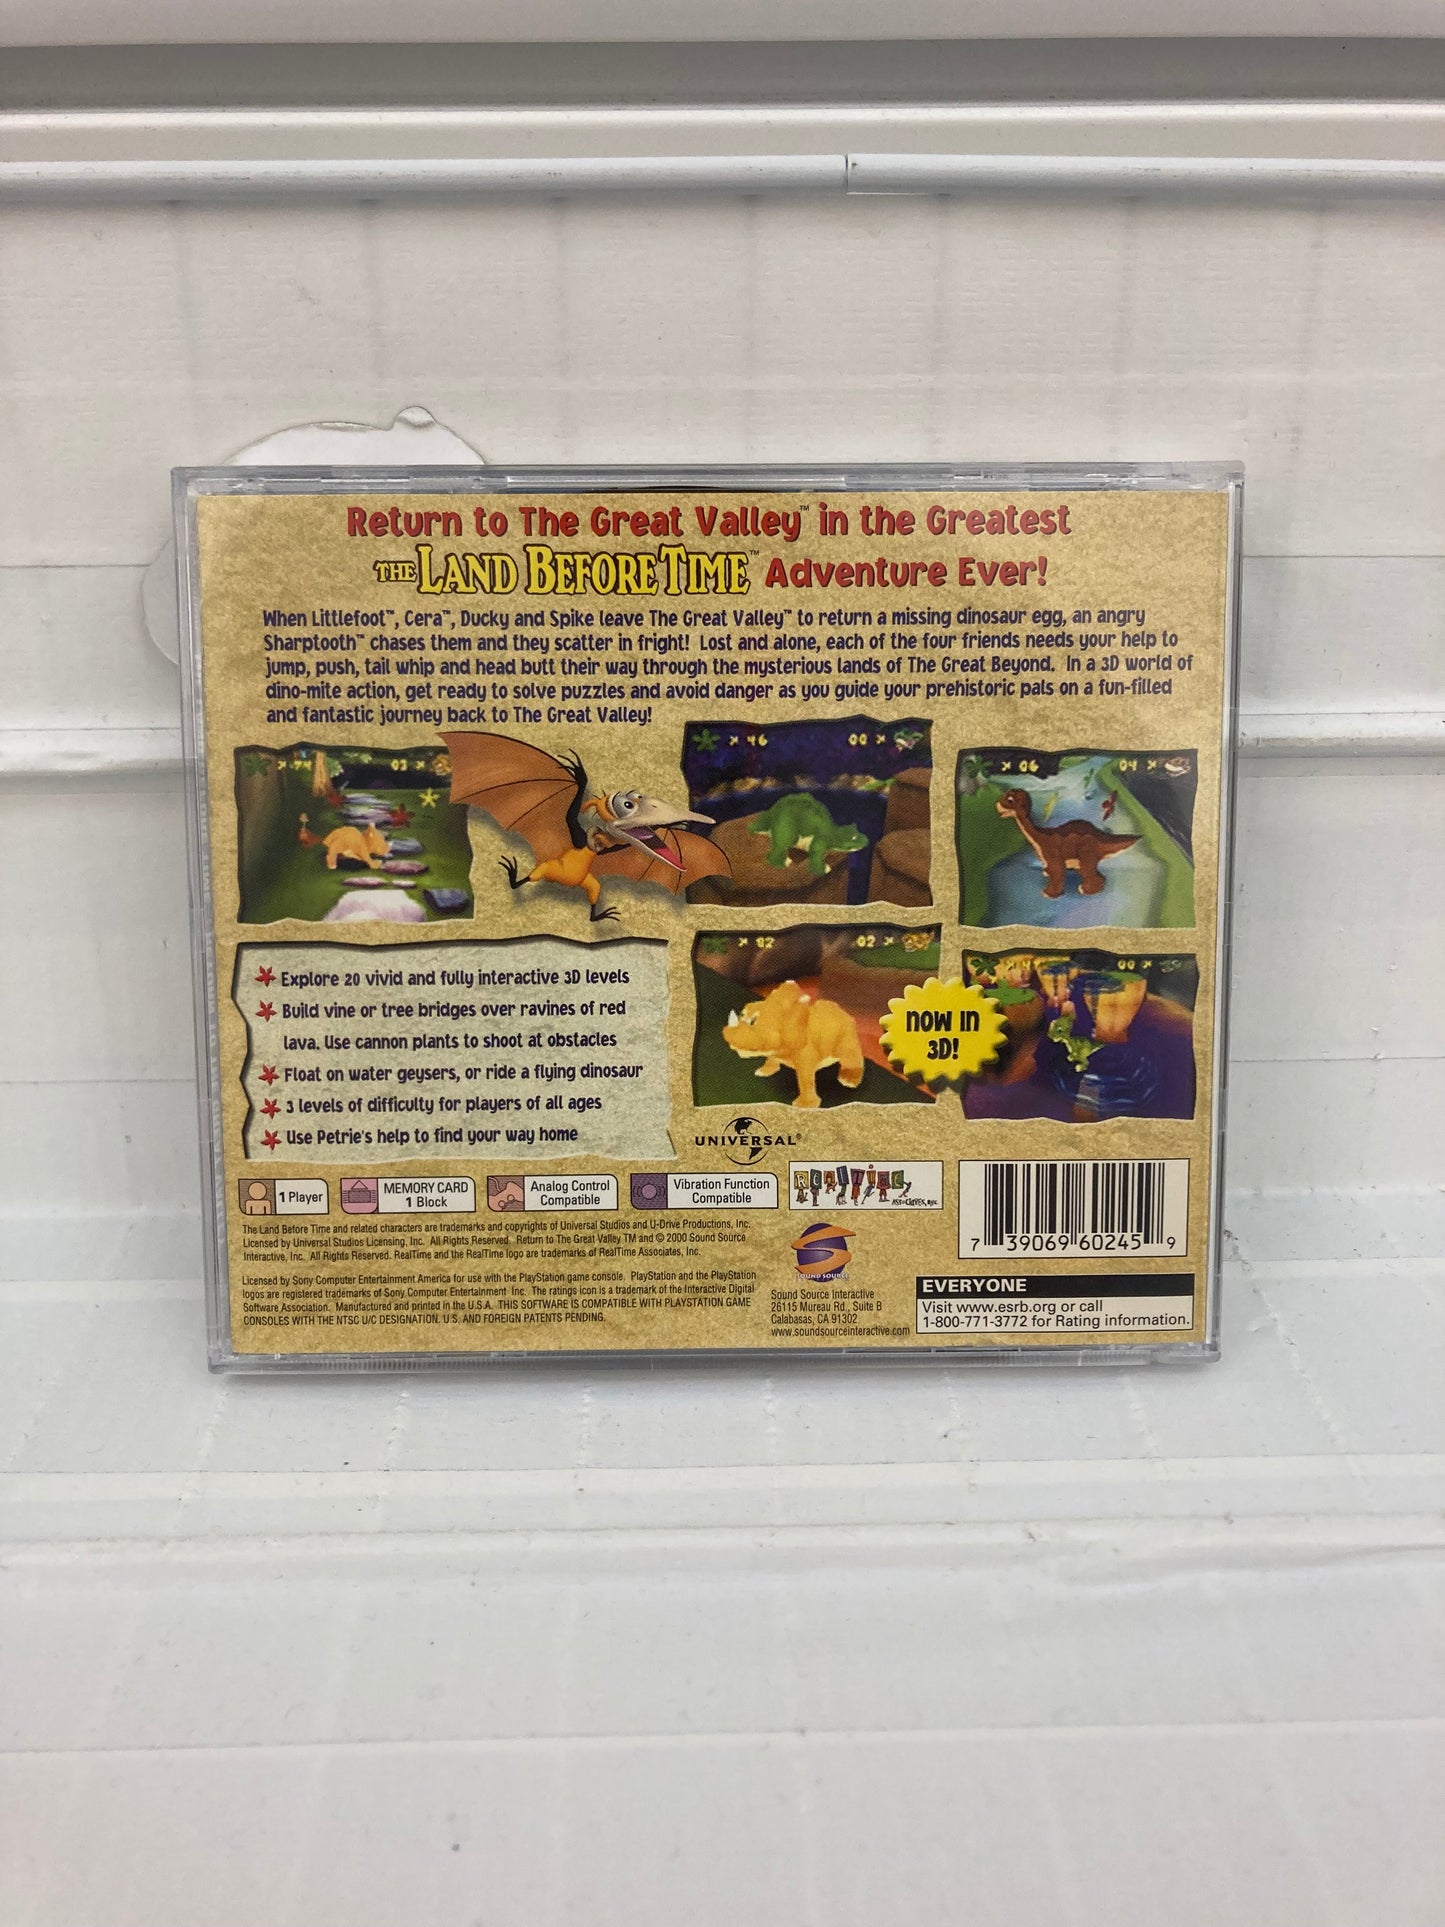 Return to The Great Valley™ in the Greatest
THE LAND BEFORE TIME™ Adventure Ever!
When Littlefoot™, Cera™, Ducky and Spike leave The Great Valley™ to return a missing dinosaur egg, an angry
Sharptooth™ chases them and they scatter in fright! Lost and alone, each of the four friends needs your help to
jump, push, tail whip and head butt their way through the mysterious lands of The Great Beyond. In a 3D world of
dino-mite action, get ready to solve puzzles and avoid danger as you guide your prehistoric pals on a fun-filled
and fantastic journey back to The Great Valley!
× 74 03 ×
× 46 00 ×
× 06 04 ×
× 02 02 ×
00 ×
NOW IN
3D!
Explore 20 vivid and fully interactive 3D levels
Build vine or tree bridges over ravines of red
lava. Use cannon plants to shoot at obstacles
Float on water geysers, or ride a flying dinosaur
3 levels of difficulty for players of all ages
Use Petrie's help to find your way home
UNIVERSAL®
1 Player
MEMORY CARD
1 Block
Analog Control
Compatible
Vibration Function
Compatible
REALTIME
ASSOCIATES, INC.
The Land Before Time and related characters are trademarks and copyrights of Universal Studios and U-Drive Productions, Inc.
Licensed by Universal Studios Licensing, Inc. All Rights Reserved. Return to The Great Valley TM and © 2000 Sound Source
Interactive, Inc. All Rights Reserved. RealTime and the RealTime logo are trademarks of RealTime Associates, Inc.
Licensed by Sony Computer Entertainment America for use with the PlayStation game console. PlayStation and the PlayStation
logos are registered trademarks of Sony Computer Entertainment Inc. The ratings icon is a trademark of the Interactive Digital
Software Association. Manufactured and printed in the U.S.A. THIS SOFTWARE IS COMPATIBLE WITH PLAYSTATION GAME
CONSOLES WITH THE NTSC U/C DESIGNATION. U.S. AND FOREIGN PATENTS PENDING.
SOUND SOURCE
Sound Source Interactive
26115 Mureau Rd., Suite B
Calabasas, CA 91302
www.soundsourceinteractive.com
7 39069 60245 9
EVERYONE
Visit www.esrb.org or call
1-800-771-3772 for Rating information.